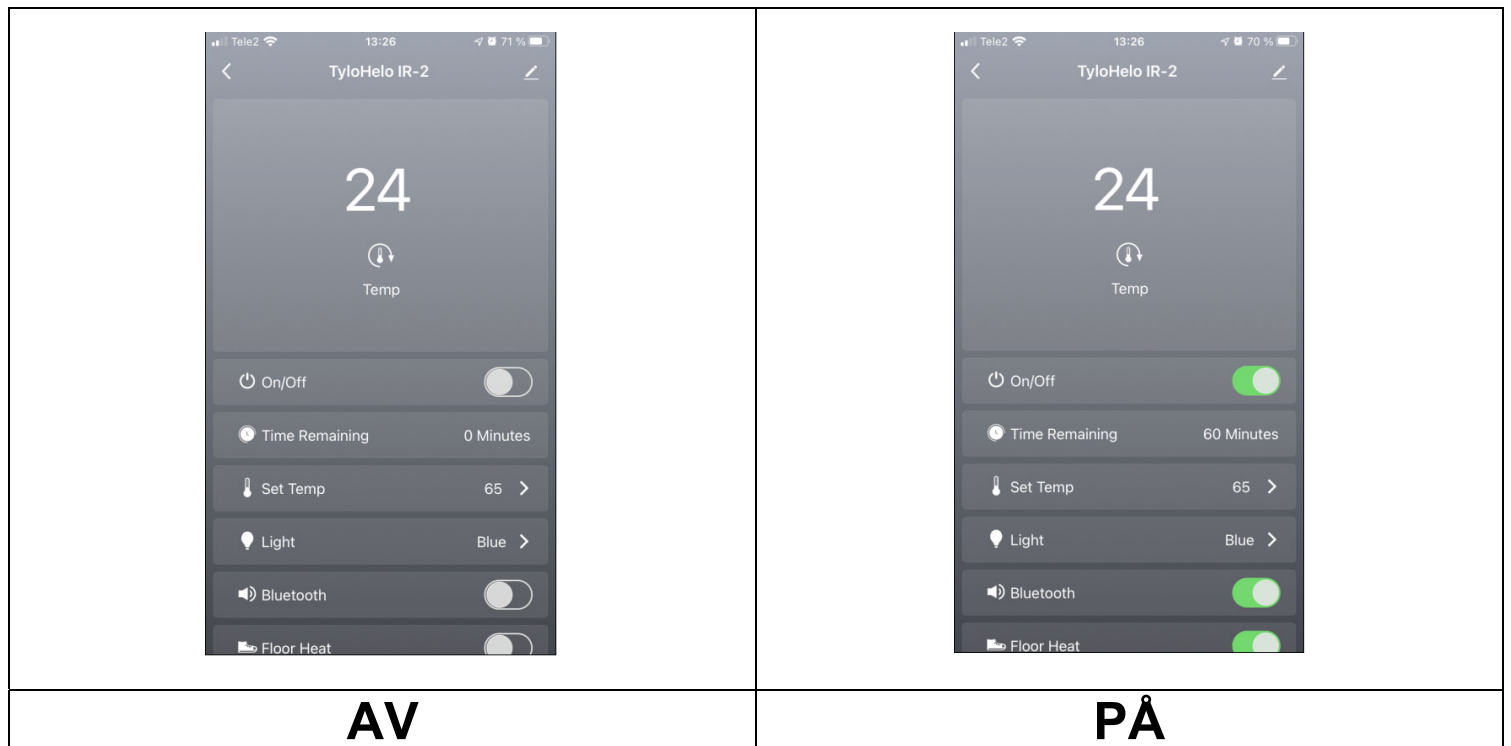 Tele2 13:26 71 %
TyloHelo IR-2
24
Temp
On/Off
Time Remaining 0 Minutes
Set Temp 65
Light Blue
Bluetooth
Floor Heat
AV
Tele2 13:26 70 %
TyloHelo IR-2
24
Temp
On/Off
Time Remaining 60 Minutes
Set Temp 65
Light Blue
Bluetooth
Floor Heat
PÅ